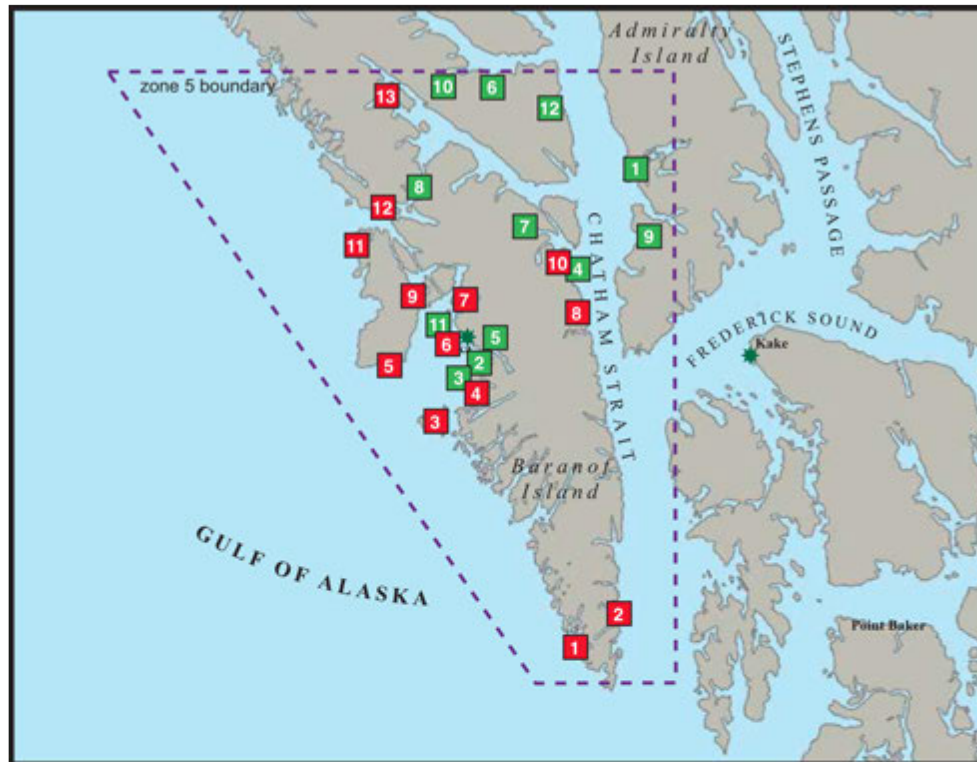 Admiralty
Island
STEPHENS PASSAGE
zone 5 boundary
13
10
6
12
1
8
12
7
9
11
10
4
CHATHAM STRAIT
9
7
8
11
5
6
2
5
3
4
FREDERICK SOUND
Kake
3
Baranof
Island
GULF OF ALASKA
2
1
Point Baker